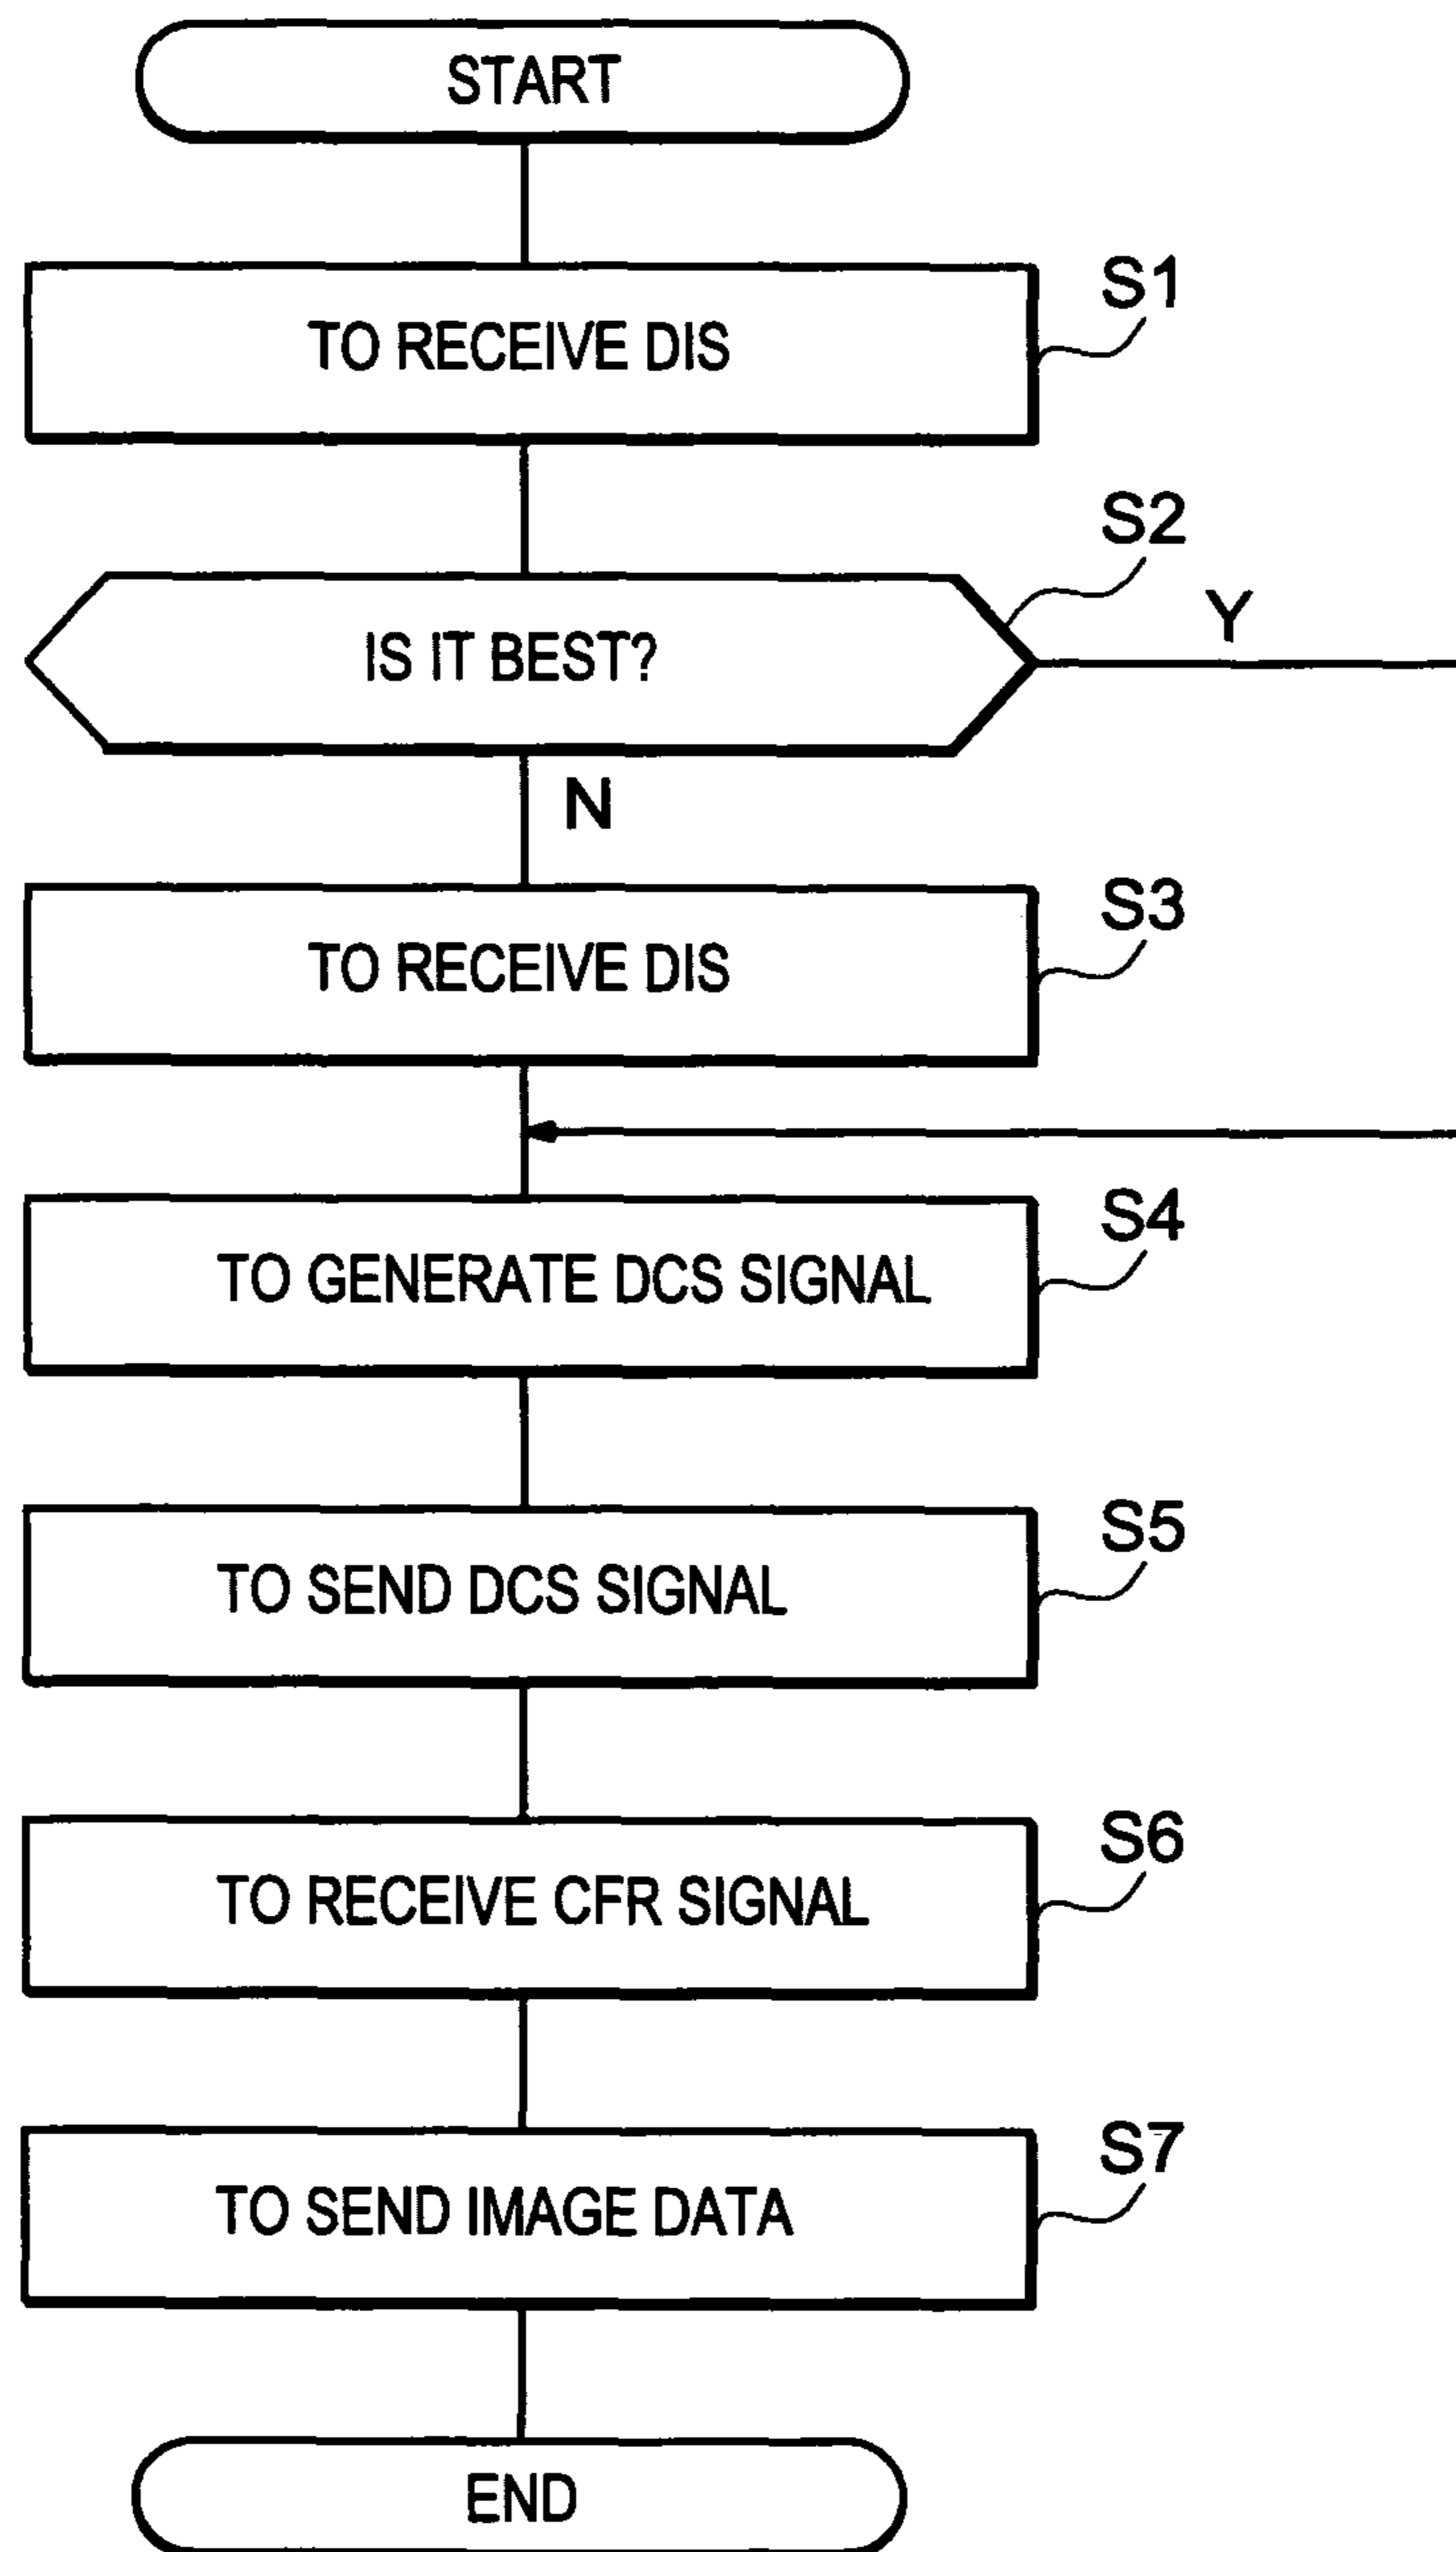 START
S1
TO RECEIVE DIS
S2
Y
IS IT BEST?
N
S3
TO RECEIVE DIS
S4
TO GENERATE DCS SIGNAL
S5
TO SEND DCS SIGNAL
S6
TO RECEIVE CFR SIGNAL
S7
TO SEND IMAGE DATA
END